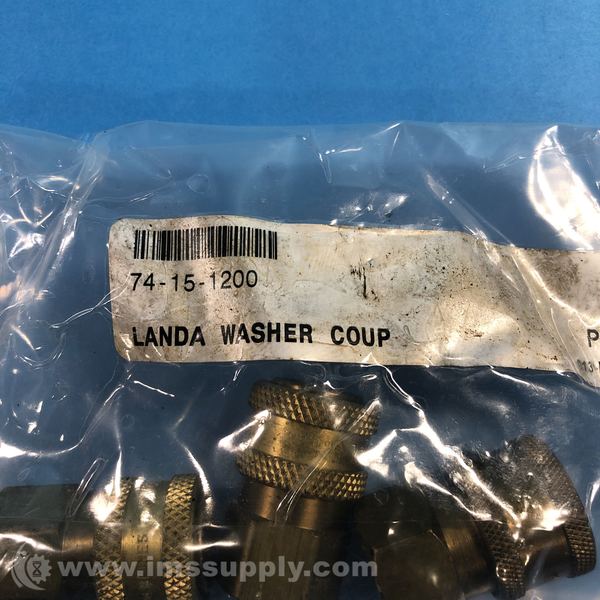 74-15-1200
LANDA WASHER COUP
P
www.imssupply.com